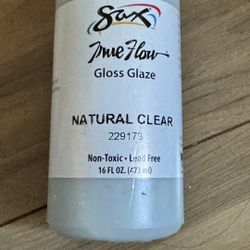 Sax
True Flow
Gloss Glaze
NATURAL CLEAR
229173
Non-Toxic • Lead Free
16 FL OZ. (473 ml)